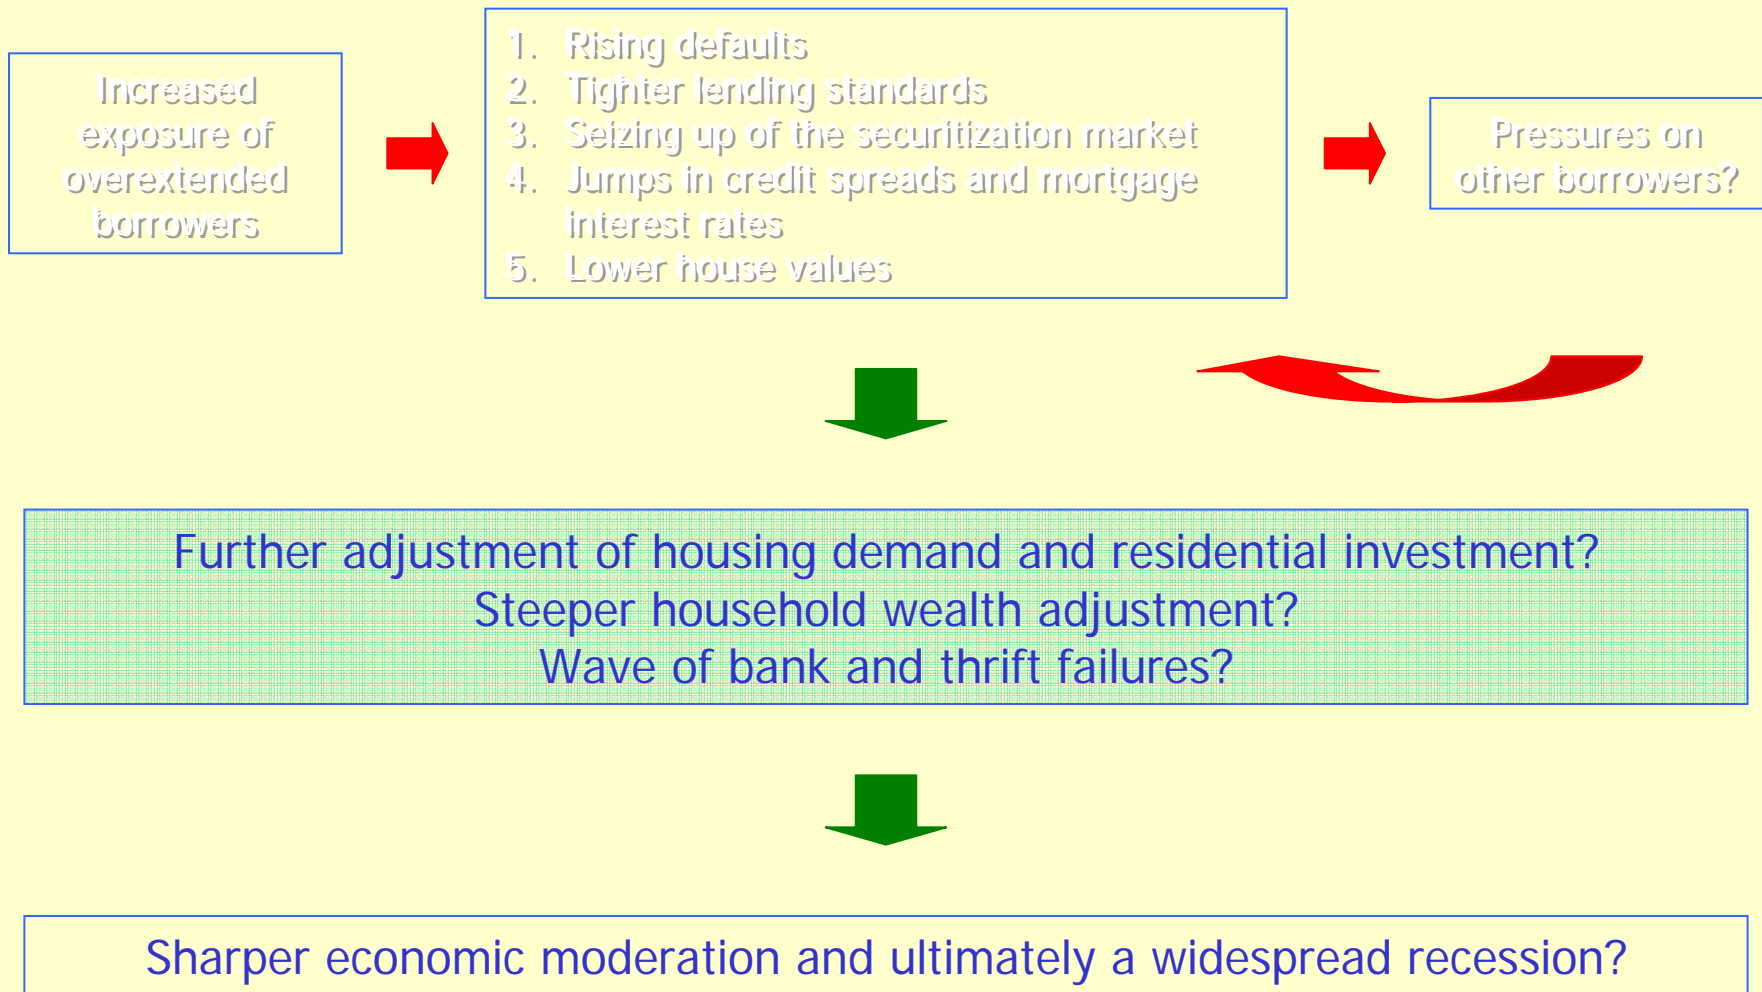 Increased
exposure of
overextended
borrowers
1. Rising defaults
2. Tighter lending standards
3. Seizing up of the securitization market
4. Jumps in credit spreads and mortgage
interest rates
5. Lower house values
Pressures on
other borrowers?
Further adjustment of housing demand and residential investment?
Steeper household wealth adjustment?
Wave of bank and thrift failures?
Sharper economic moderation and ultimately a widespread recession?